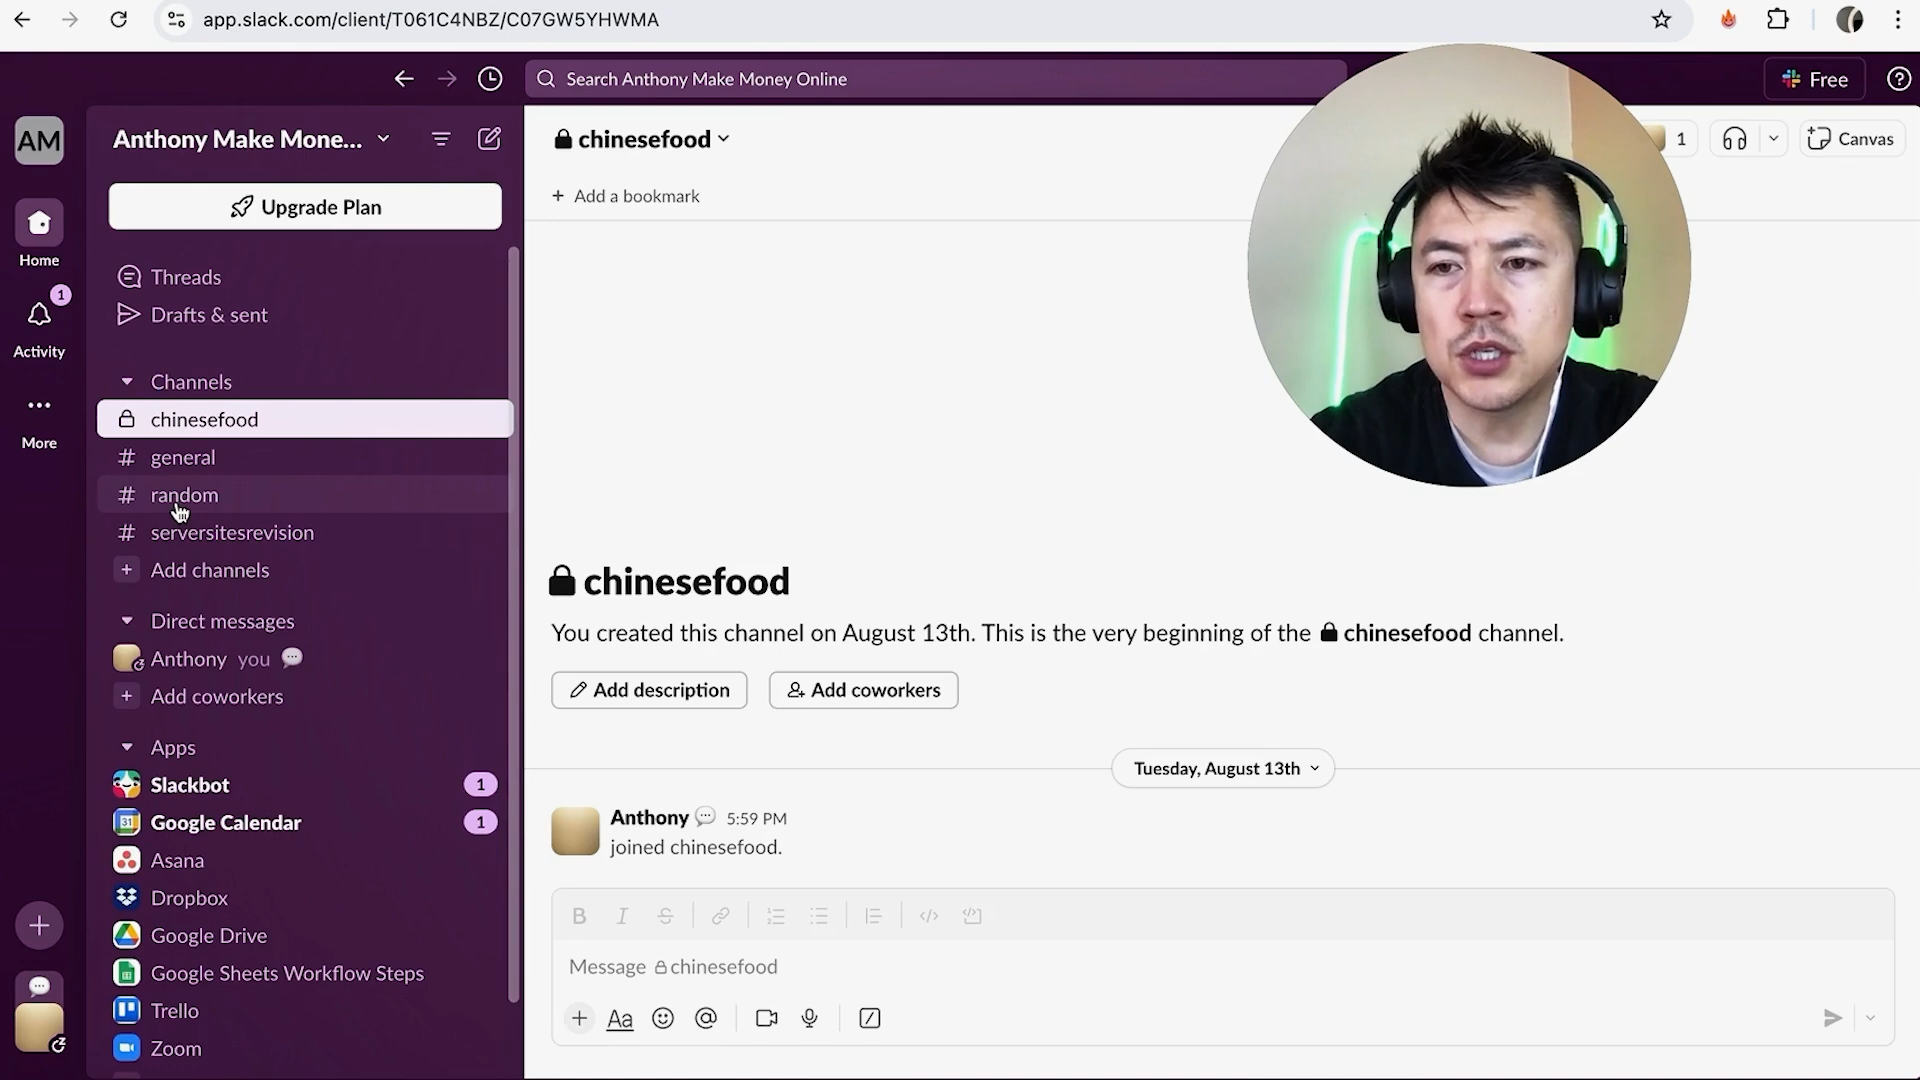 app.slack.com/client/T061C4NBZ/C07GW5YHWMA
Search Anthony Make Money Online
Free
AM
Anthony Make Mone...
Upgrade Plan
Home
1
Activity
More
Threads
Drafts & sent
Channels
chinesefood
# general
# random
# serversitesrevision
+ Add channels
Direct messages
Anthony you
+ Add coworkers
Apps
Slackbot 1
Google Calendar 1
31
Asana
Dropbox
Google Drive
Google Sheets Workflow Steps
Trello
Zoom
chinesefood
1
Canvas
+ Add a bookmark
chinesefood
You created this channel on August 13th. This is the very beginning of the chinesefood channel.
Add description
Add coworkers
Tuesday, August 13th
Anthony 5:59 PM
joined chinesefood.
B I S
Message chinesefood
+ Aa @